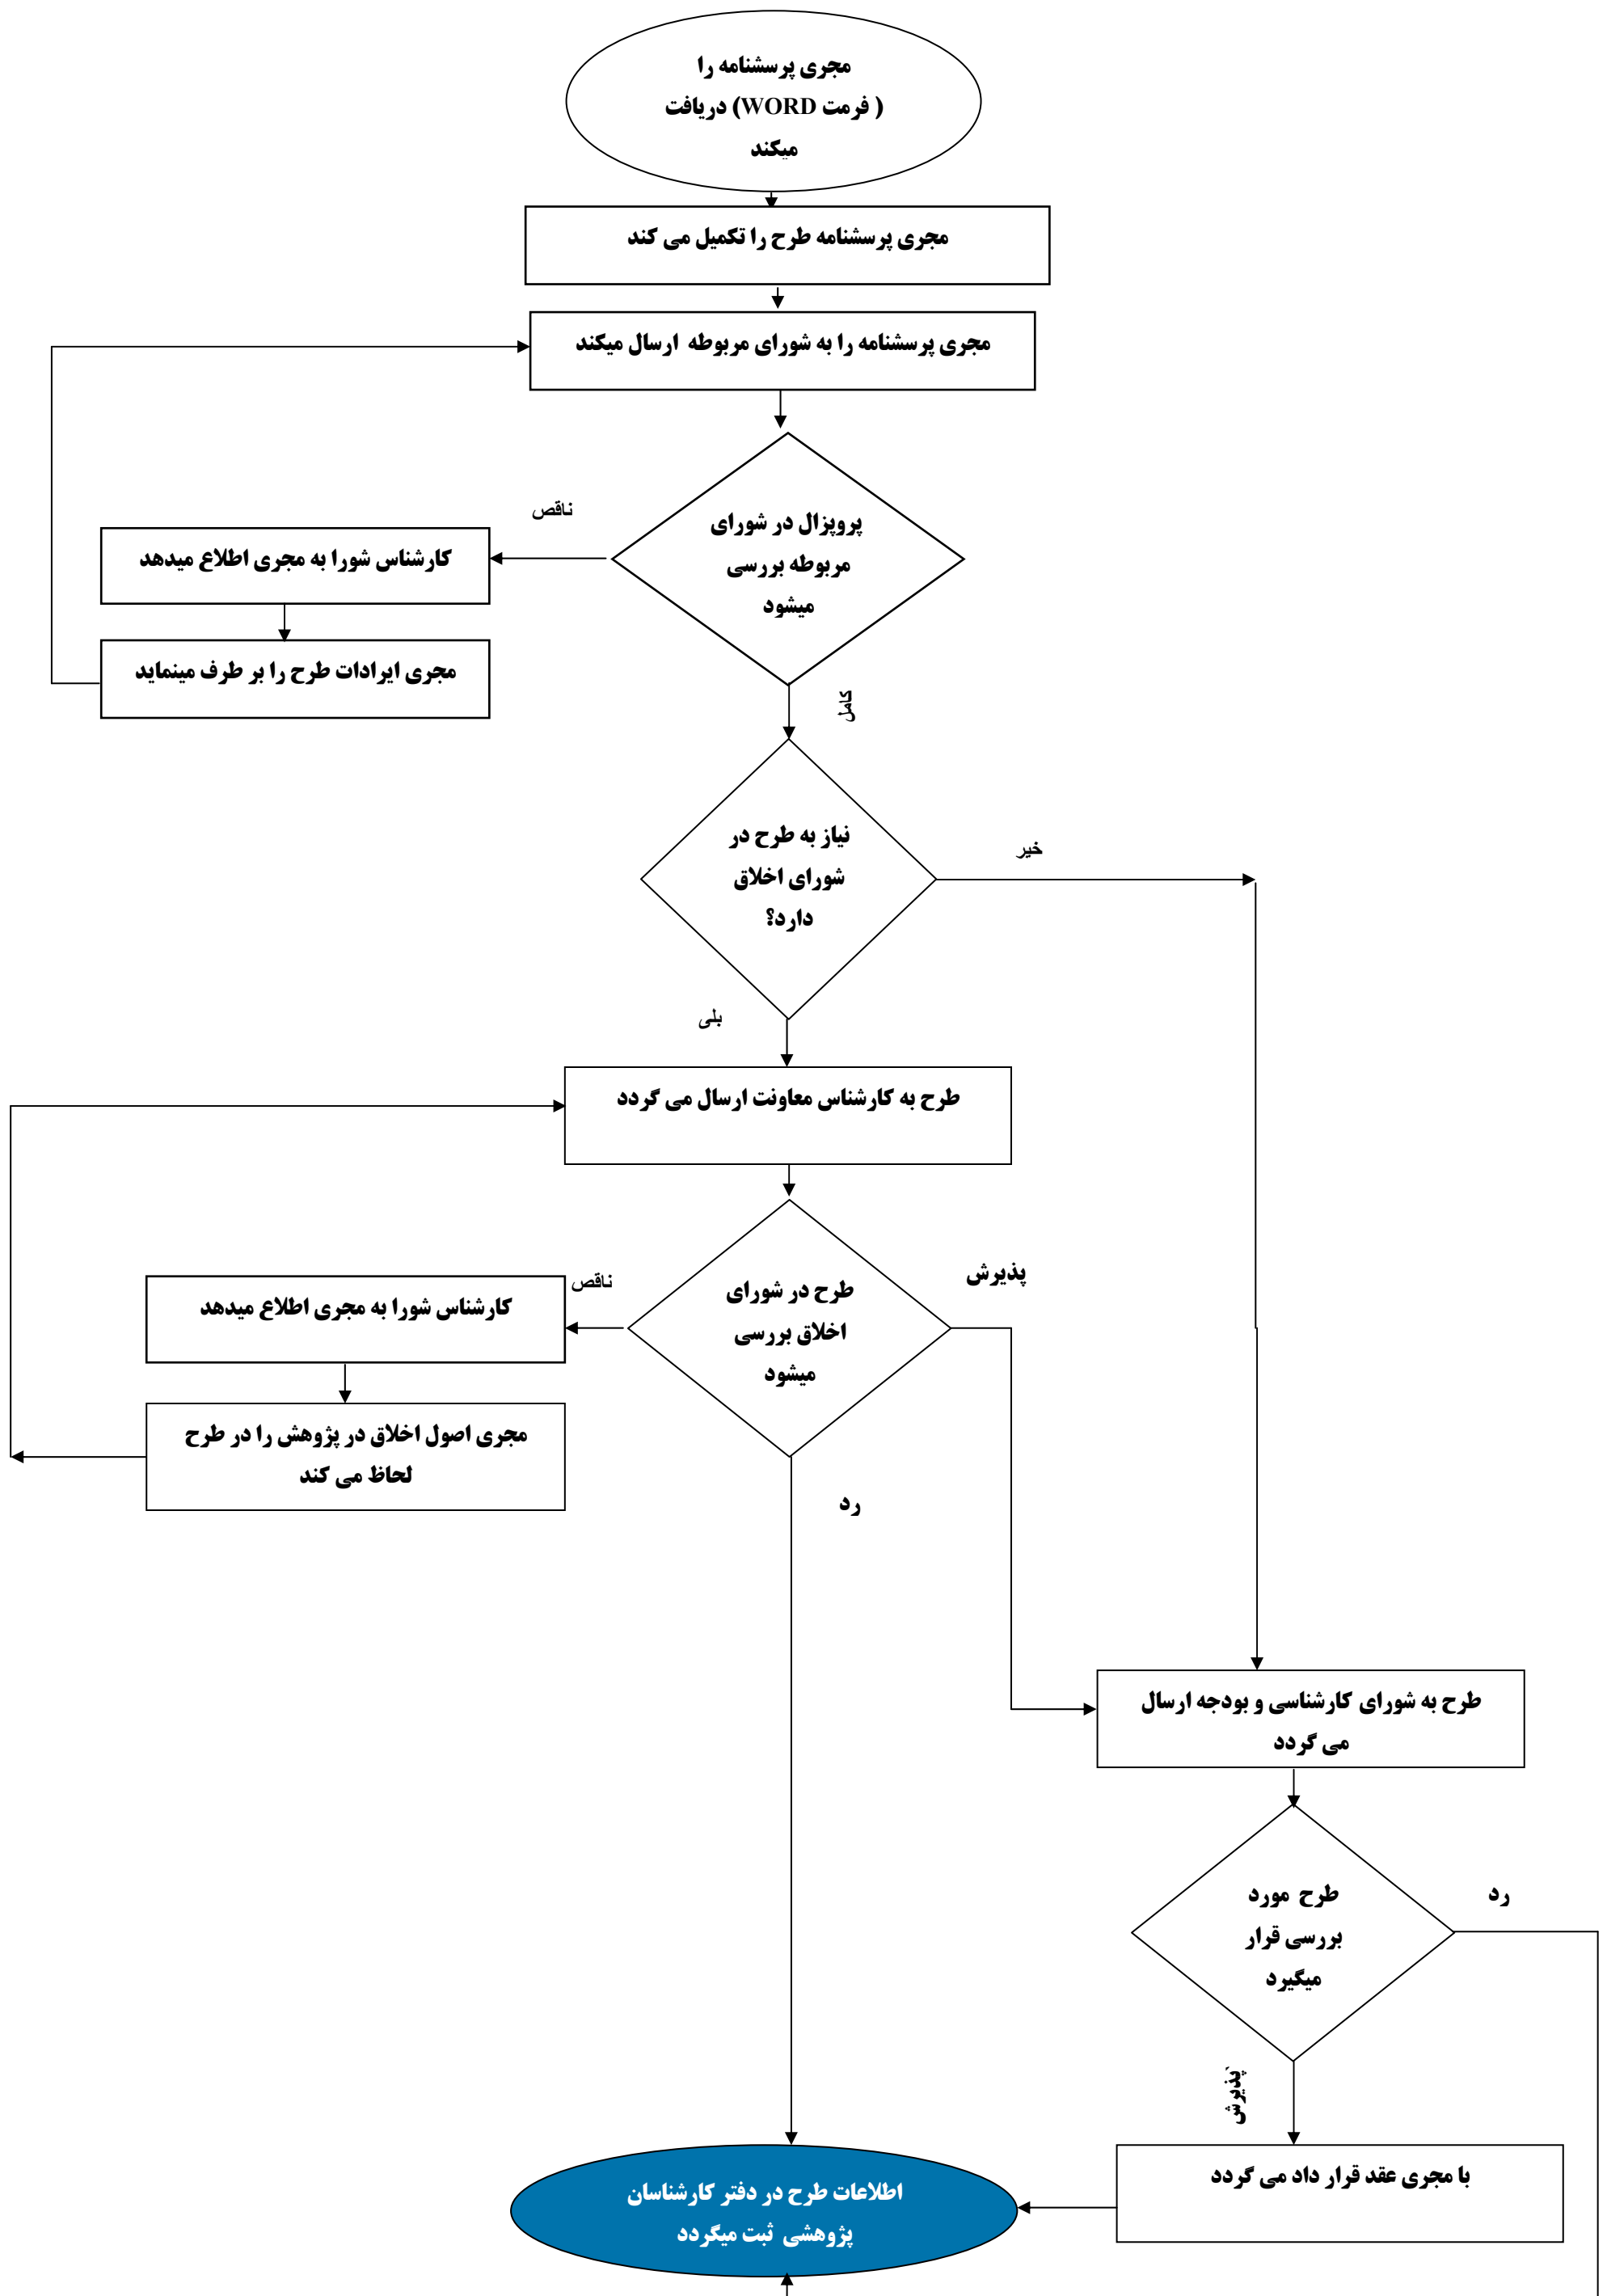 مجری پرسشنامه را
( فرمت WORD) دریافت
میکند
مجری پرسشنامه طرح را تکمیل می کند
مجری پرسشنامه را به شورای مربوطه ارسال میکند
پروپزال در شورای
مربوطه بررسی
میشود
ناقص
کارشناس شورا به مجری اطلاع میدهد
مجری ایرادات طرح را بر طرف مینماید
کامل
نیاز به طرح در
شورای اخلاق
دارد؟
خیر
بلی
طرح به کارشناس معاونت ارسال می گردد
طرح در شورای
اخلاق بررسی
میشود
پذیرش
ناقص
کارشناس شورا به مجری اطلاع میدهد
مجری اصول اخلاق در پژوهش را در طرح
لحاظ می کند
رد
طرح به شورای کارشناسی و بودجه ارسال
می گردد
طرح مورد
بررسی قرار
میگیرد
رد
پذیرش
با مجری عقد قرار داد می گردد
اطلاعات طرح در دفتر کارشناسان
پژوهشی ثبت میگردد